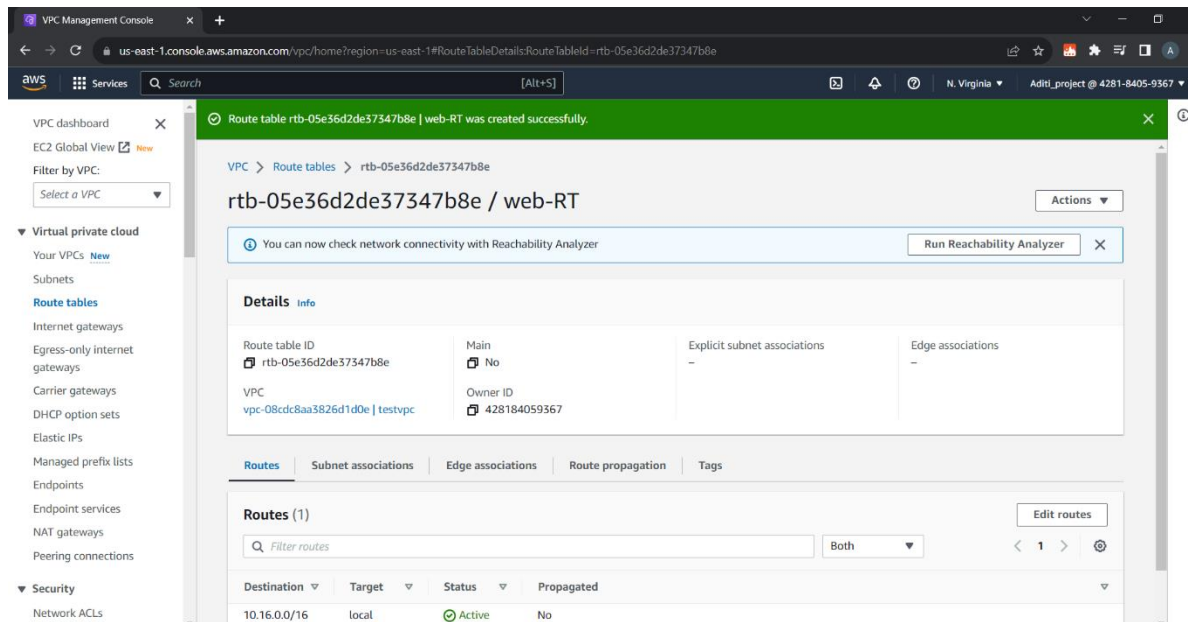 VPC Management Console
us-east-1.console.aws.amazon.com/vpc/home?region=us-east-1#RouteTableDetails:RouteTableId=rtb-05e36d2de37347b8e
A
aws
Services
Search
[Alt+S]
N. Virginia
Aditi_project @ 4281-8405-9367
VPC dashboard
EC2 Global View New
Filter by VPC:
Select a VPC
Virtual private cloud
Your VPCs New
Subnets
Route tables
Internet gateways
Egress-only internet
gateways
Carrier gateways
DHCP option sets
Elastic IPs
Managed prefix lists
Endpoints
Endpoint services
NAT gateways
Peering connections
Security
Network ACLs
Route table rtb-05e36d2de37347b8e | web-RT was created successfully.
VPC > Route tables > rtb-05e36d2de37347b8e
rtb-05e36d2de37347b8e / web-RT
Actions
You can now check network connectivity with Reachability Analyzer
Run Reachability Analyzer
Details Info
Route table ID
rtb-05e36d2de37347b8e
Main
No
Explicit subnet associations
–
Edge associations
–
VPC
vpc-08cdc8aa3826d1d0e | testvpc
Owner ID
428184059367
Routes
Subnet associations
Edge associations
Route propagation
Tags
Routes (1)
Edit routes
Filter routes
Both
1
Destination Target Status Propagated
10.16.0.0/16 local Active No